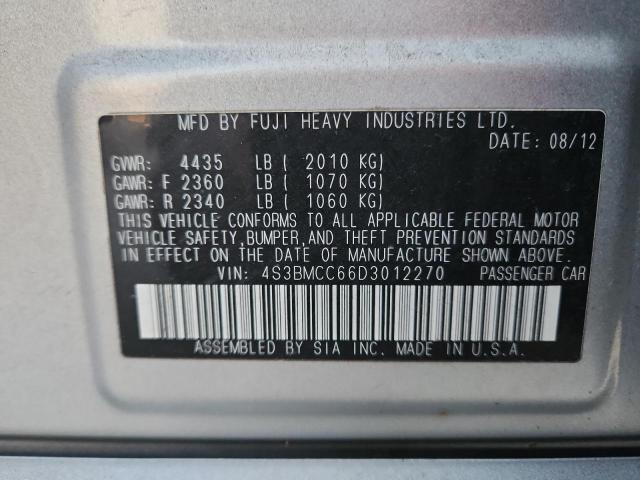 MFD BY FUJI HEAVY INDUSTRIES LTD.
DATE: 08/12
GVWR: 4435 LB ( 2010 KG)
GAWR: F 2360 LB ( 1070 KG)
GAWR: R 2340 LB ( 1060 KG)
THIS VEHICLE CONFORMS TO ALL APPLICABLE FEDERAL MOTOR
VEHICLE SAFETY, BUMPER, AND THEFT PREVENTION STANDARDS
IN EFFECT ON THE DATE OF MANUFACTURE SHOWN ABOVE.
VIN: 4S3BMCC66D3012270 PASSENGER CAR
ASSEMBLED BY SIA INC. MADE IN U.S.A.